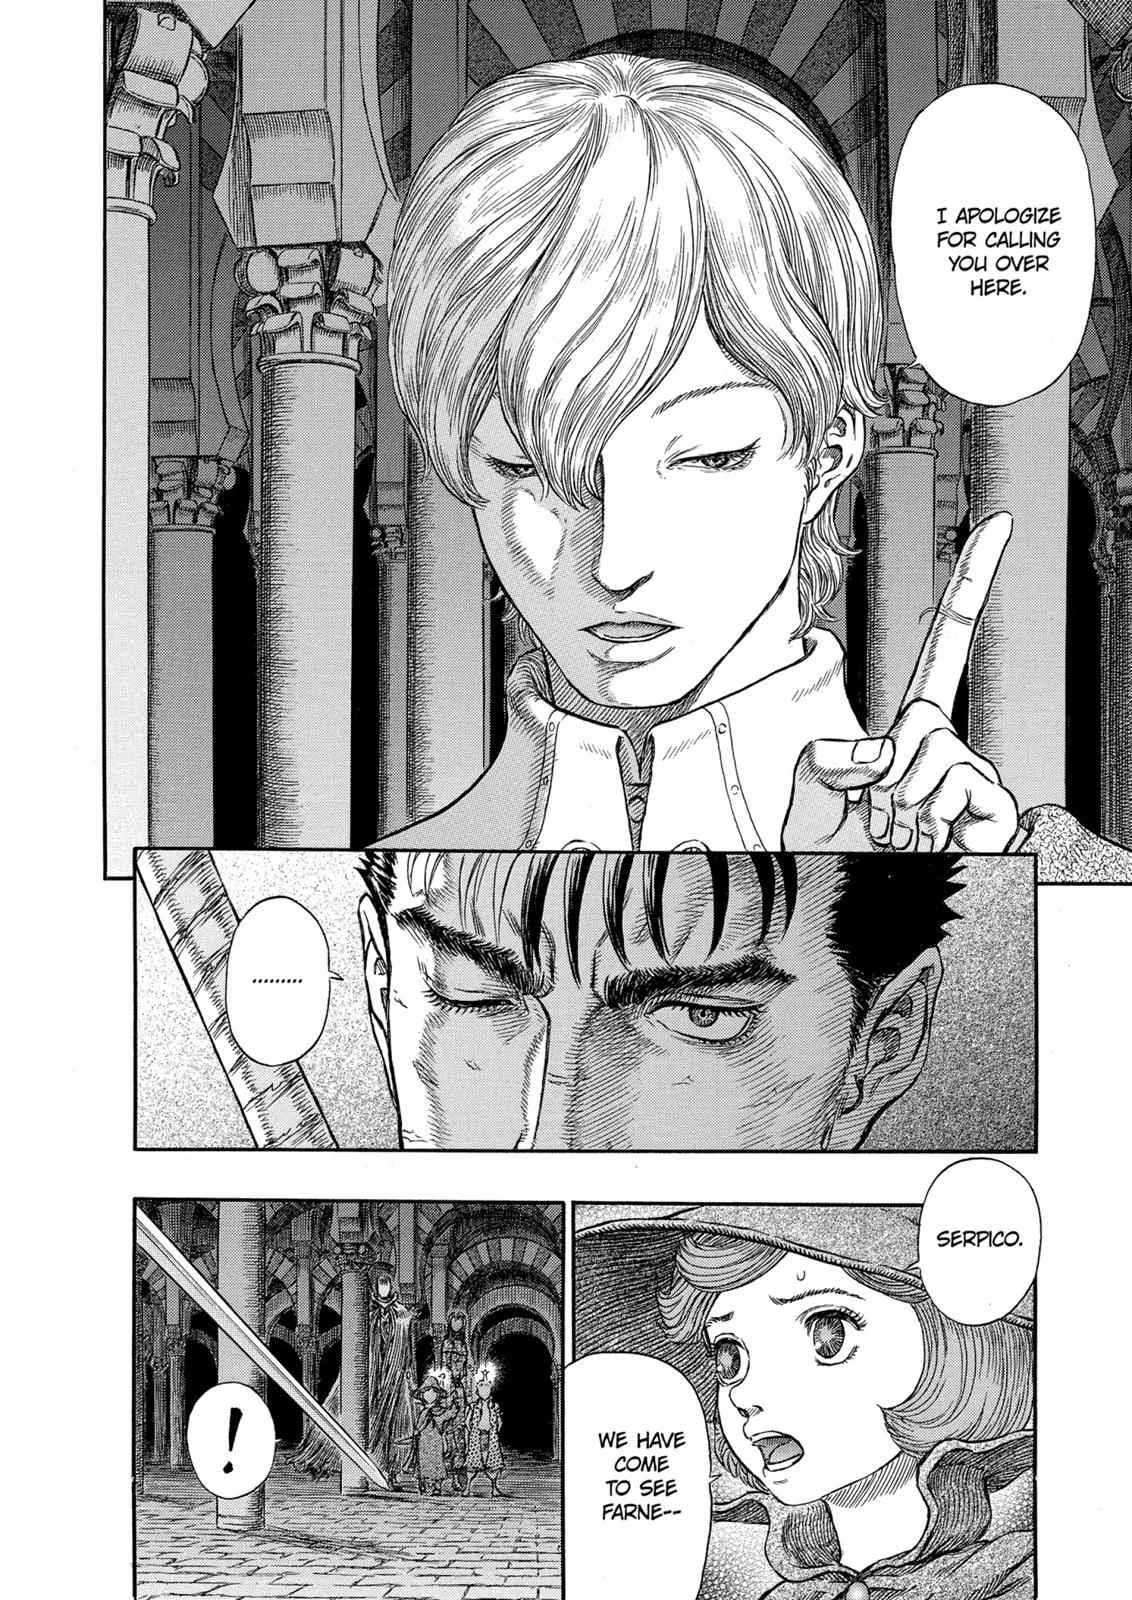 I APOLOGIZE
FOR CALLING
YOU OVER
HERE.
..........
SERPICO.
WE HAVE
COME
TO SEE
FARNE--
!